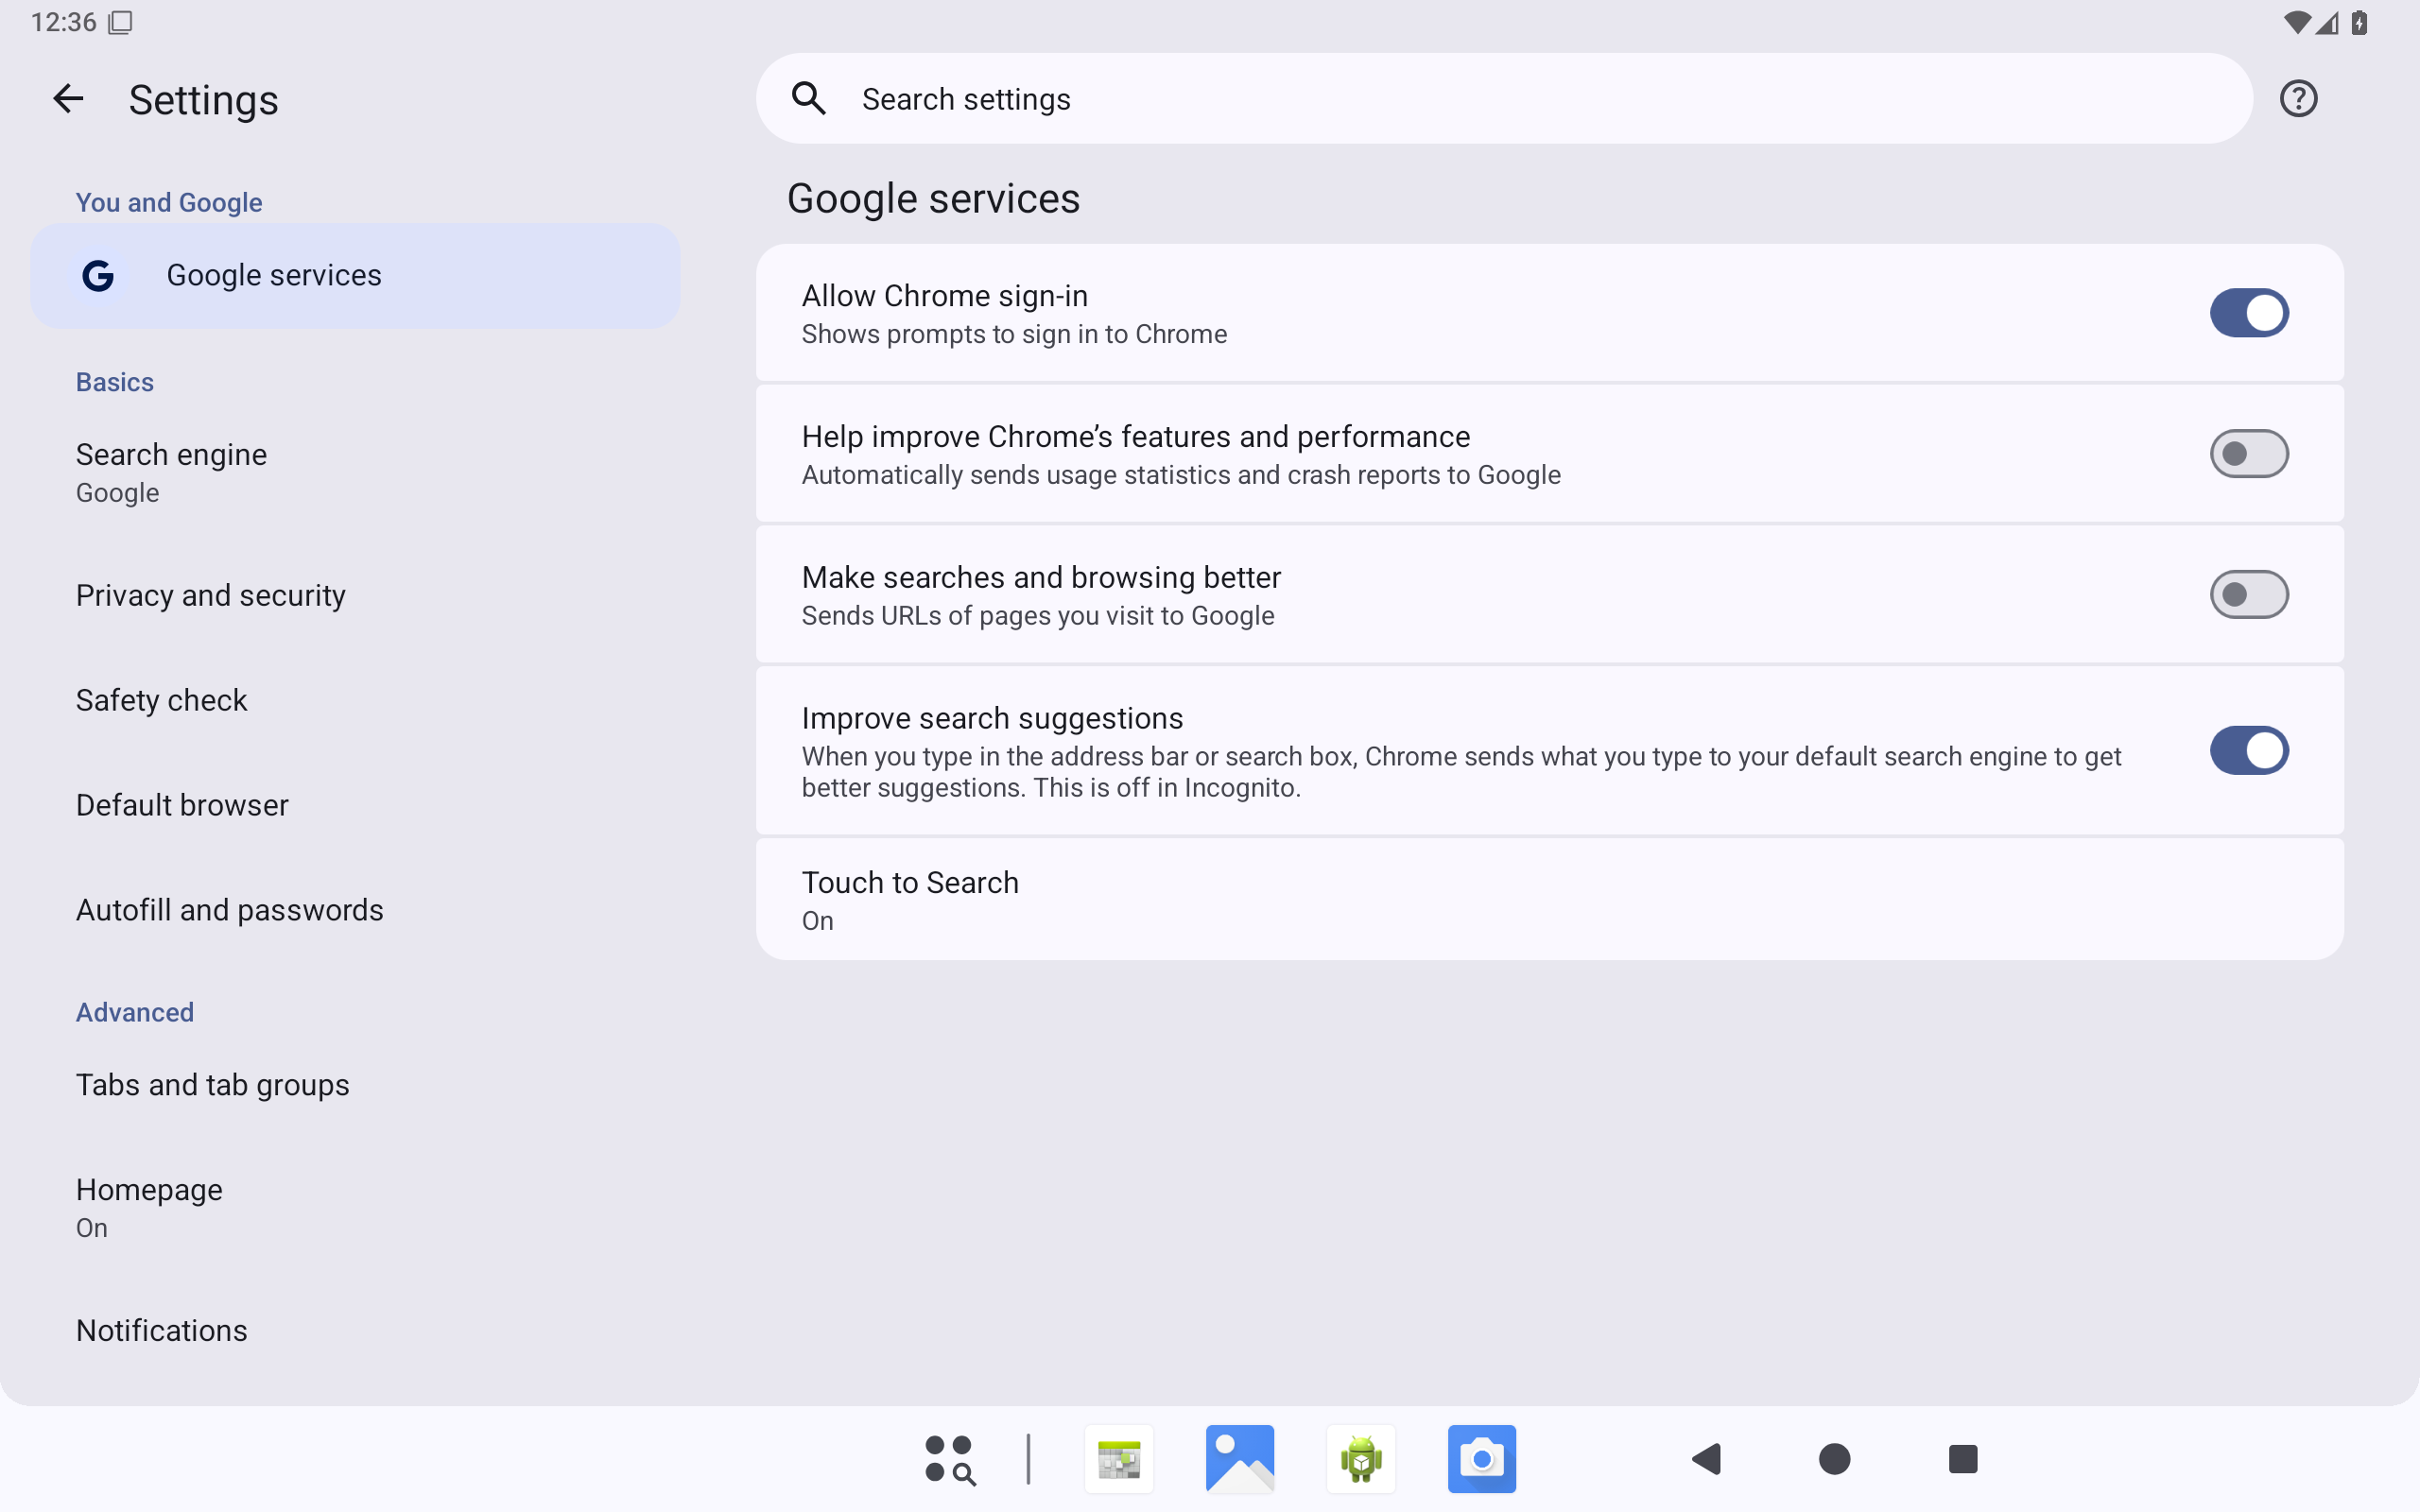 12:36
Settings
Search settings
You and Google
Google services
Basics
Search engine
Google
Privacy and security
Safety check
Default browser
Autofill and passwords
Advanced
Tabs and tab groups
Homepage
On
Notifications
Google services
Allow Chrome sign-in
Shows prompts to sign in to Chrome
Help improve Chrome’s features and performance
Automatically sends usage statistics and crash reports to Google
Make searches and browsing better
Sends URLs of pages you visit to Google
Improve search suggestions
When you type in the address bar or search box, Chrome sends what you type to your default search engine to get
better suggestions. This is off in Incognito.
Touch to Search
On